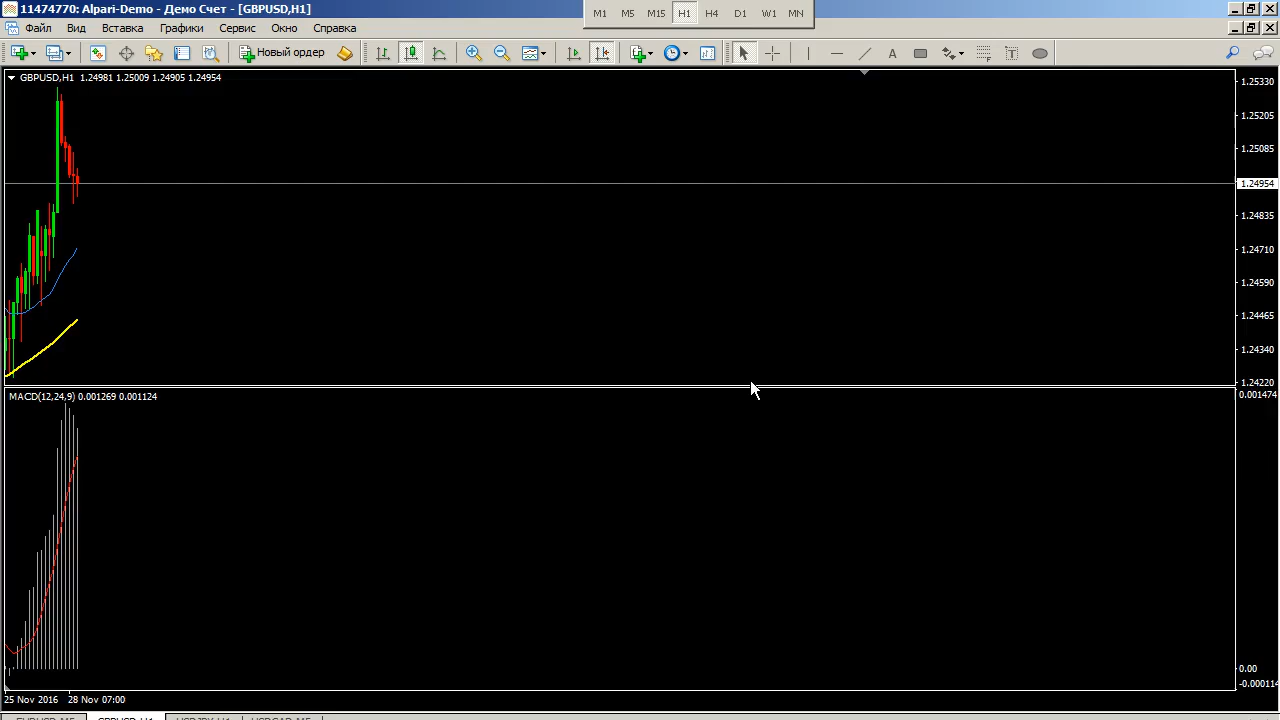 11474770: Alpari-Demo - Демо Счет - [GBPUSD,H1]
M1 M5 M15 H1 D1 W1 MN
Файл Вид Вставка Графики Сервис Окно Справка
Новый ордер
GBPUSD,H1 1.24981 1.25009 1.24905 1.24954
1.25330
1.25205
1.25085
1.24954
1.24835
1.24710
1.24590
1.24465
1.24340
1.24220
MACD(12,24,9) 0.001269 0.001124
0.001474
0.00
-0.000114
25 Nov 2016 28 Nov 07:00